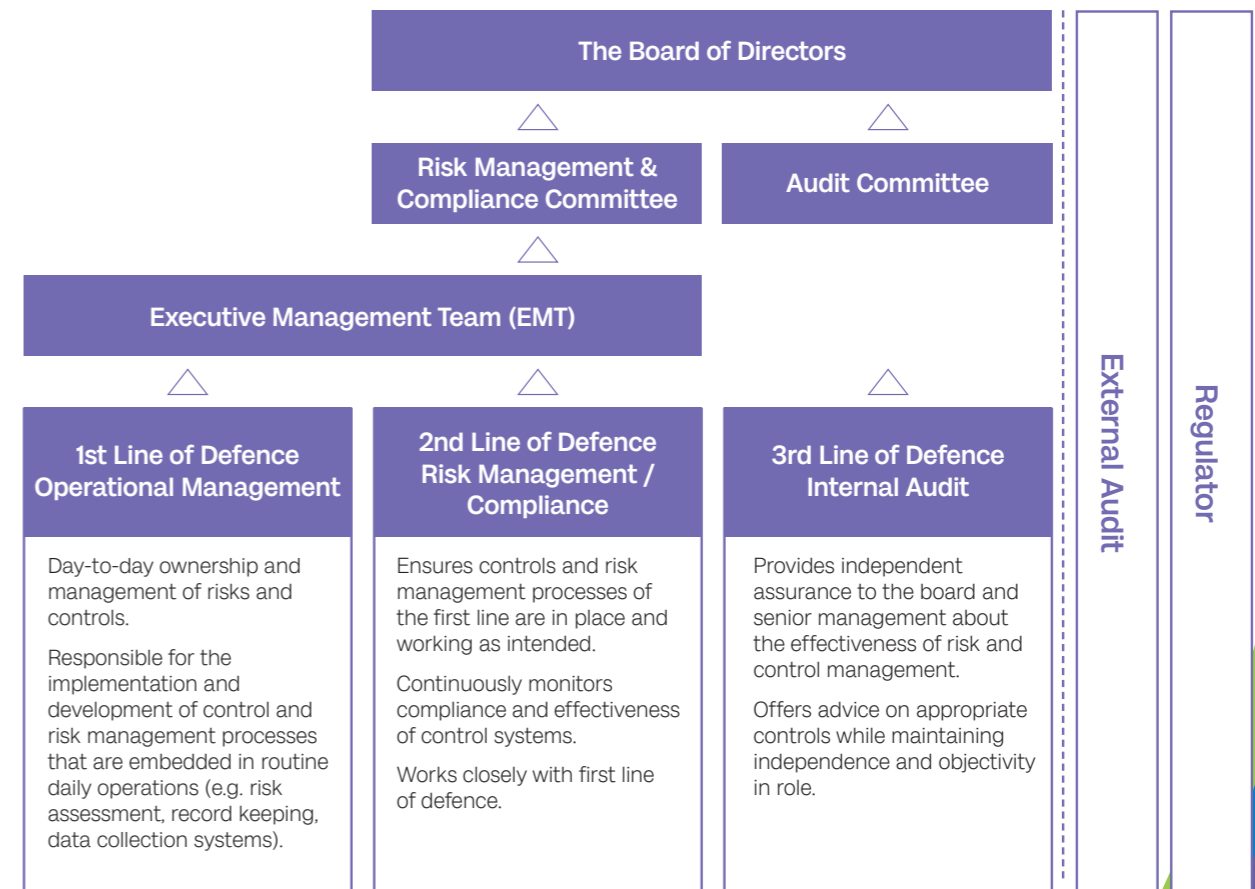 The Board of Directors
Risk Management &
Compliance Committee
Audit Committee
Executive Management Team (EMT)
1st Line of Defence
Operational Management
Day-to-day ownership and
management of risks and
controls.
Responsible for the
implementation and
development of control and
risk management processes
that are embedded in routine
daily operations (e.g. risk
assessment, record keeping,
data collection systems).
2nd Line of Defence
Risk Management /
Compliance
Ensures controls and risk
management processes of
the first line are in place and
working as intended.
Continuously monitors
compliance and effectiveness
of control systems.
Works closely with first line
of defence.
3rd Line of Defence
Internal Audit
Provides independent
assurance to the board and
senior management about
the effectiveness of risk and
control management.
Offers advice on appropriate
controls while maintaining
independence and objectivity
in role.
External Audit
Regulator